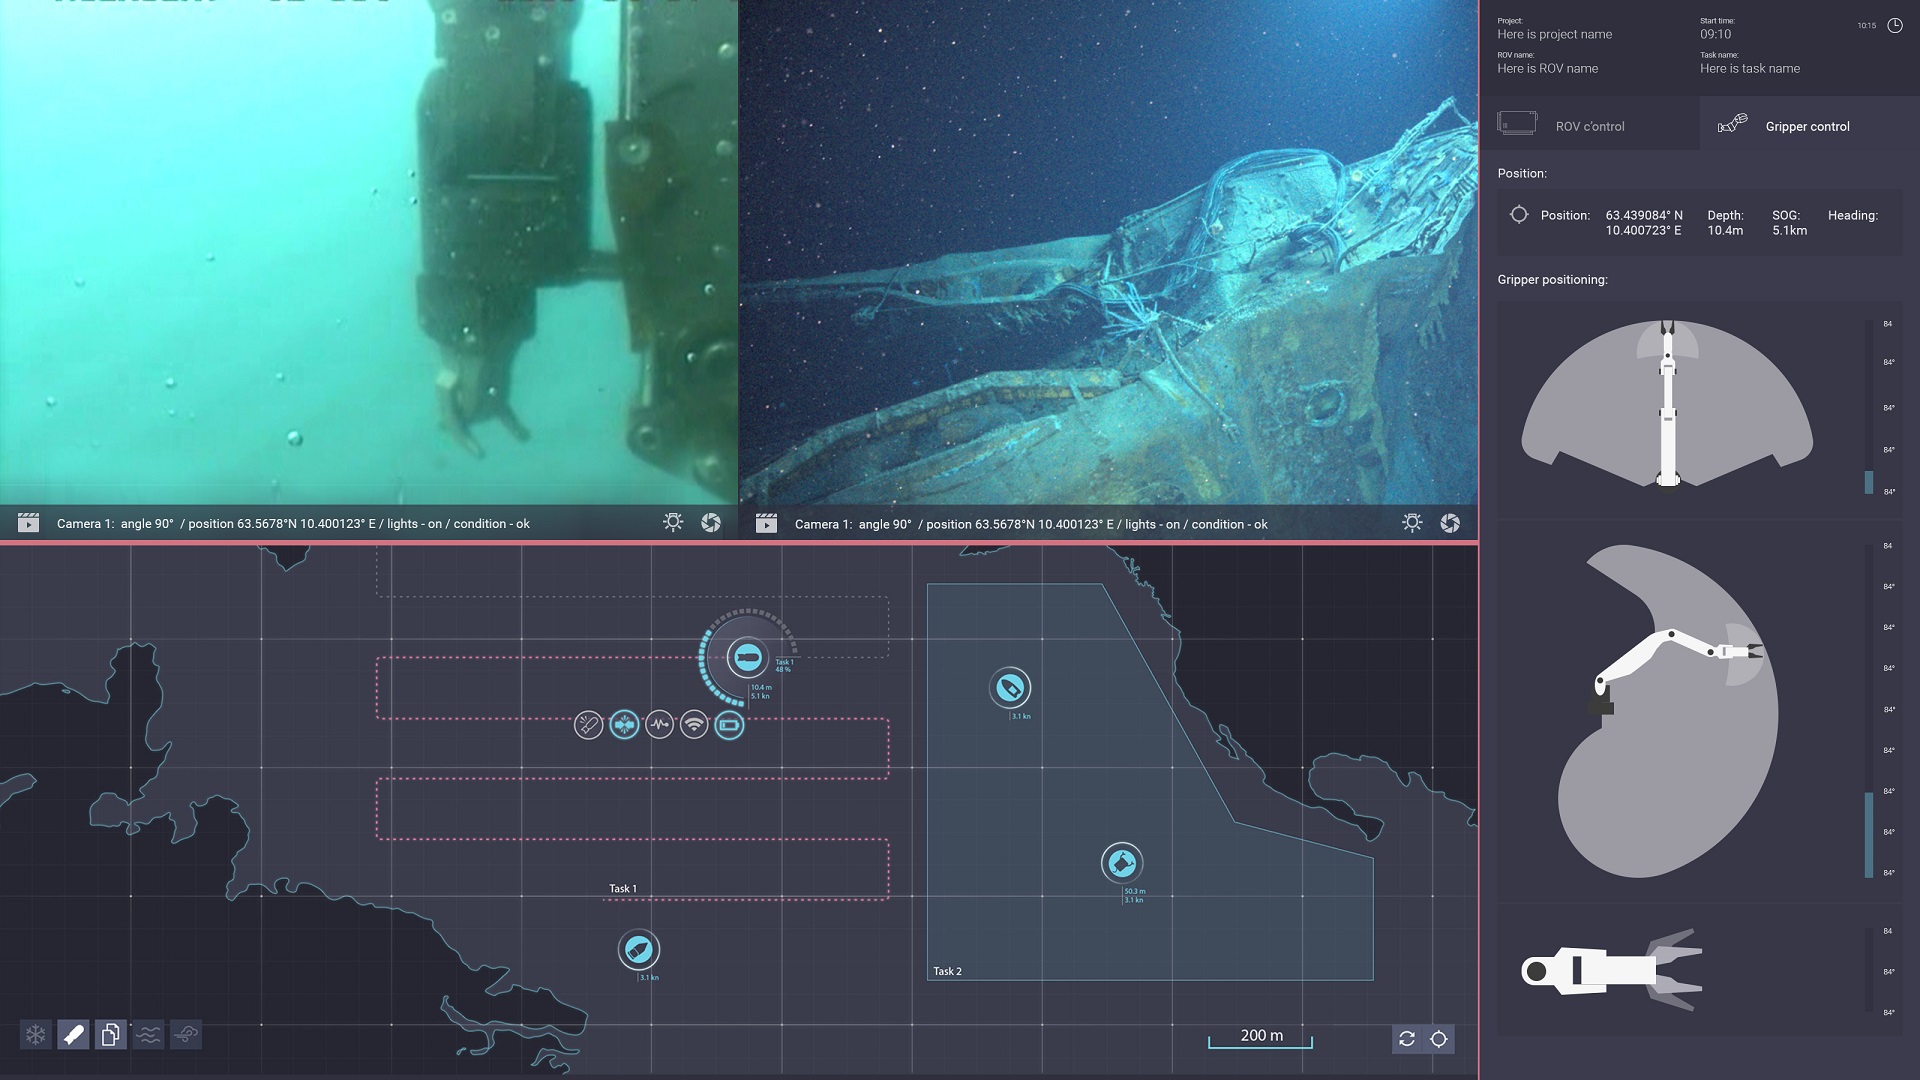 Camera 1:  angle 90°  / position 63.5678°N 10.400123° E / lights - on / condition - ok
Camera 1:  angle 90°  / position 63.5678°N 10.400123° E / lights - on / condition - ok
Task 1
48 %
10.4 m
5.1 kn
3.1 kn
50.3 m
3.1 kn
Task 1
3.1 kn
Task 2
200 m
Project:
Here is project name
Start time:
09:10
10:15
ROV name:
Here is ROV name
Task name:
Here is task name
ROV c'ontrol
Gripper control
Position:
Position: 63.439084° N Depth: SOG: Heading:
10.400723° E 10.4m 5.1km
Gripper positioning:
84
84°
84°
84°
84°
84
84°
84°
84°
84°
84°
84°
84°
84°
84
84°
84°